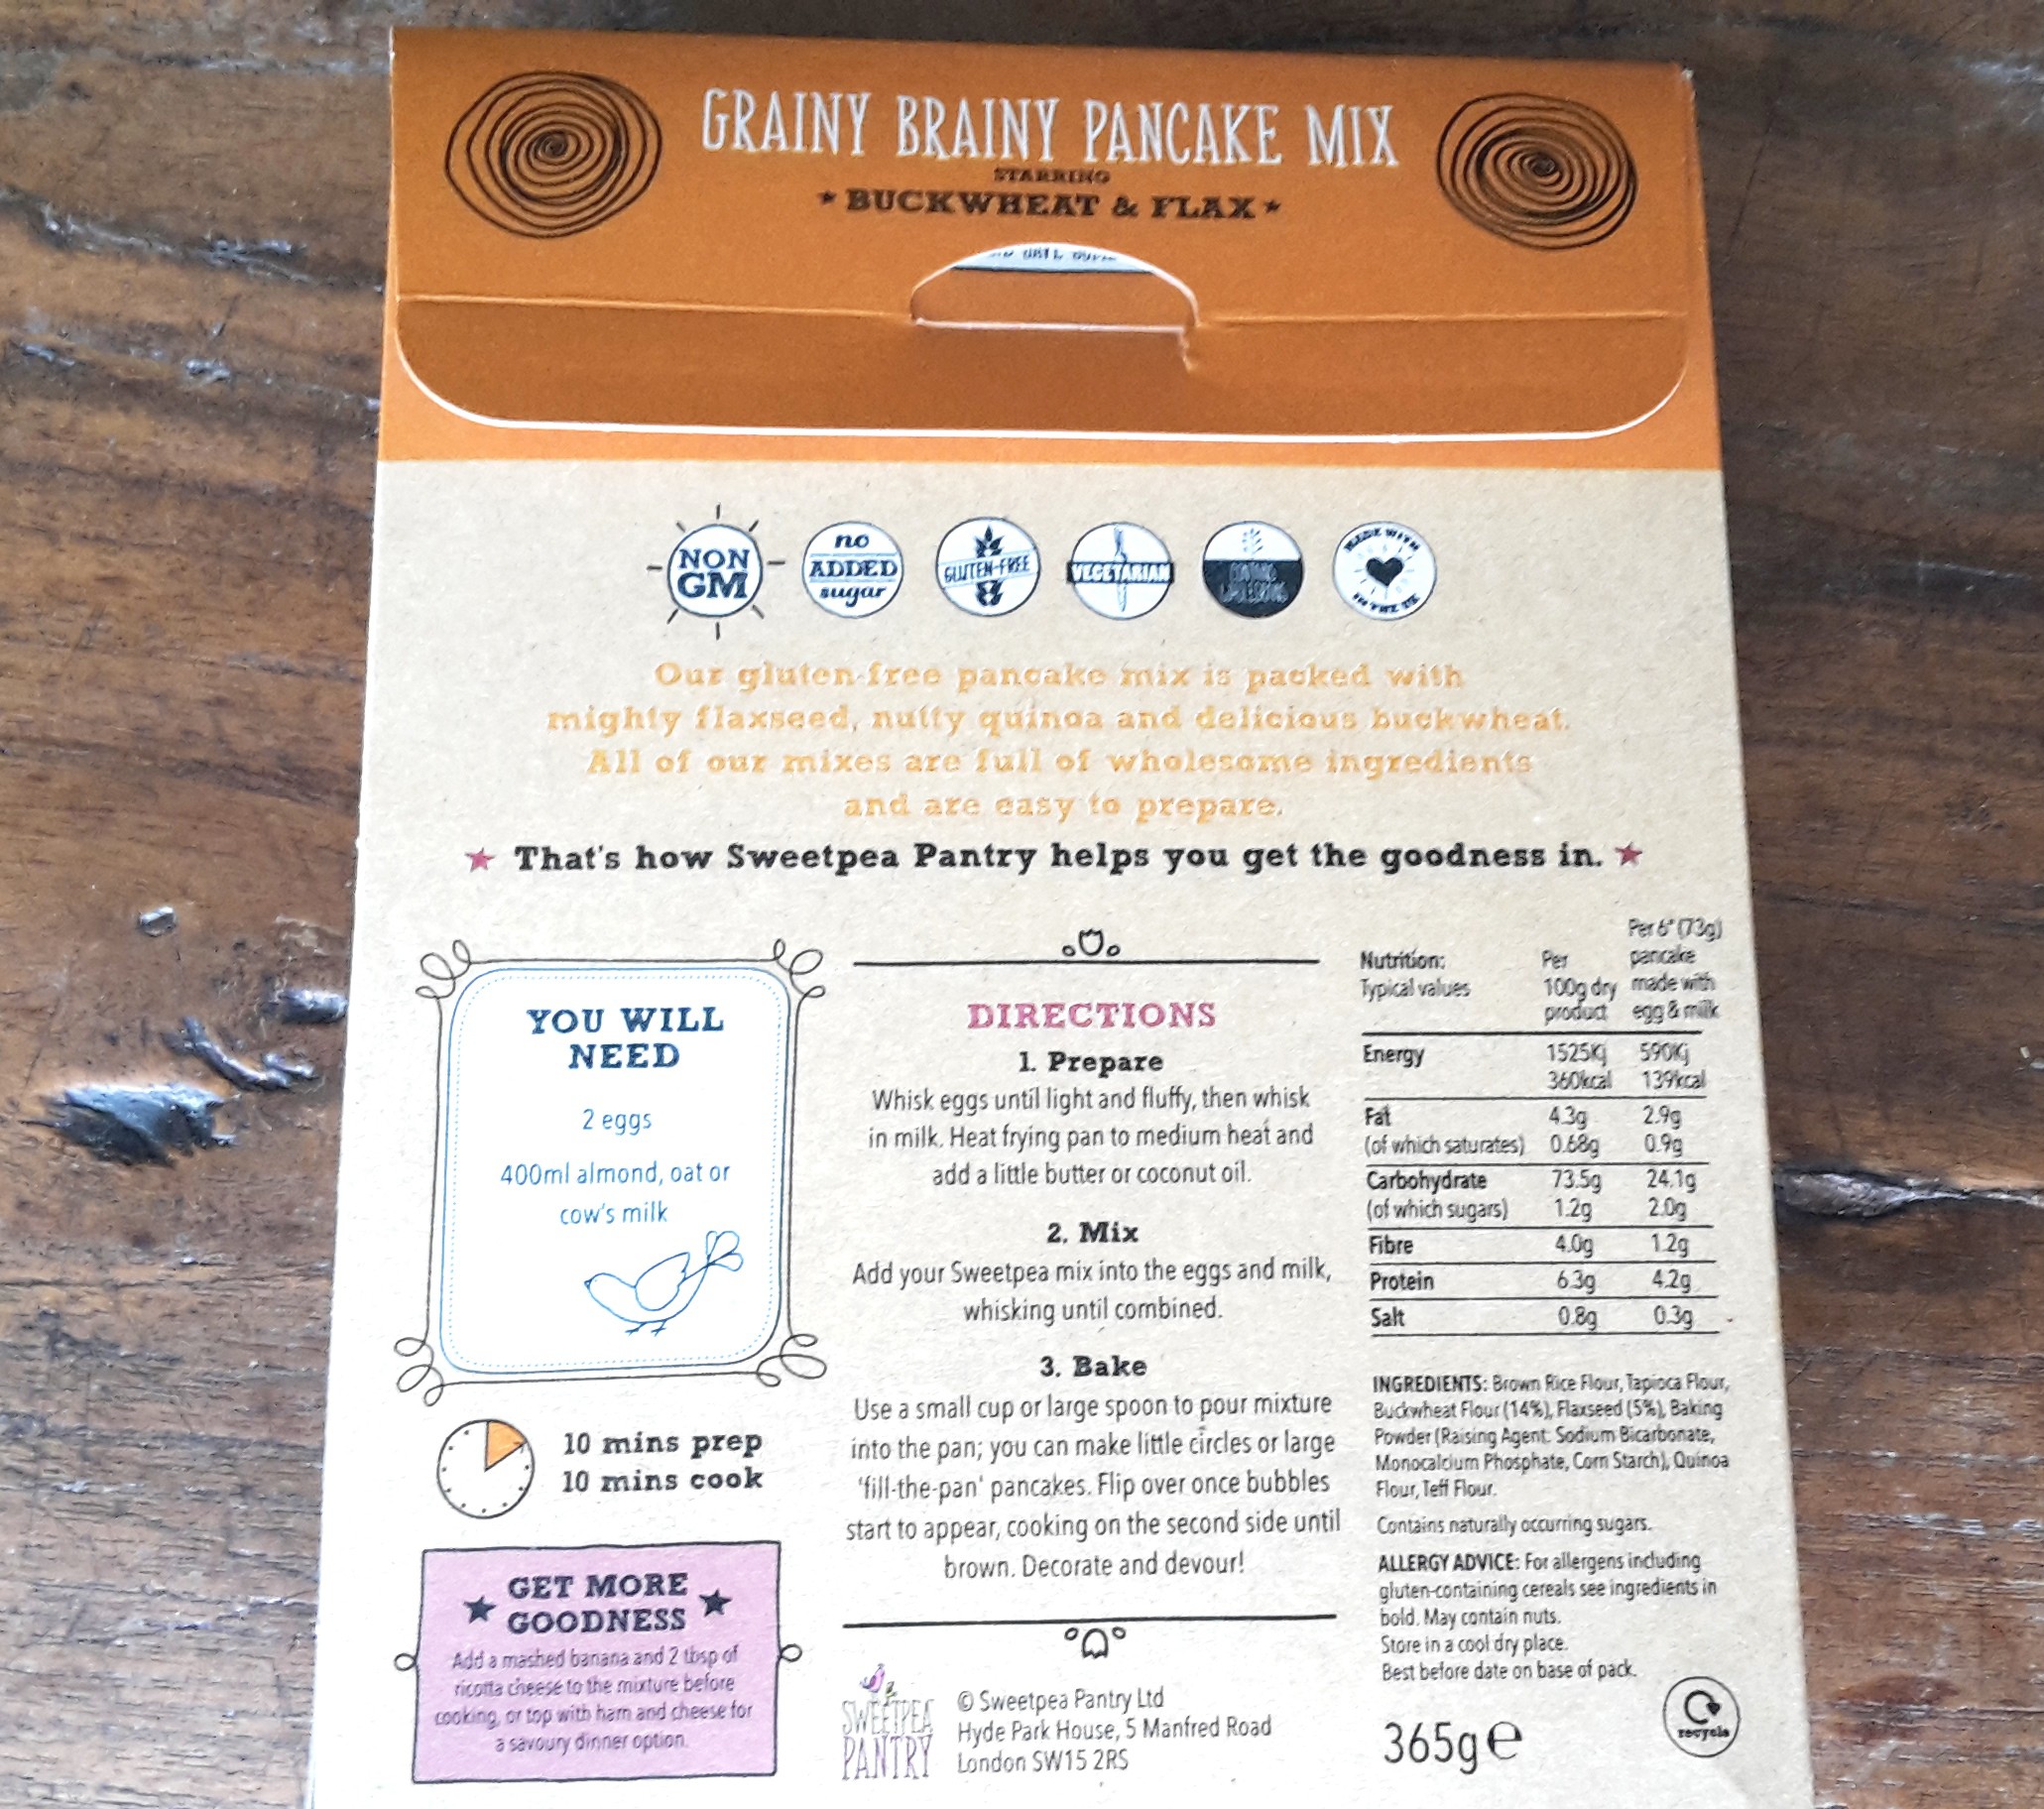 GRAINY BRAINY PANCAKE MIX
STARRING
★ BUCKWHEAT & FLAX ★
NON
GM
no
ADDED
sugar
GLUTEN-FREE
VEGETARIAN
MADE WITH
IN THE UK
Our gluten-free pancake mix is packed with
mighty flaxseed, nutty quinoa and delicious buckwheat.
All of our mixes are full of wholesome ingredients
and are easy to prepare.
★ That's how Sweetpea Pantry helps you get the goodness in. ★
YOU WILL
NEED
2 eggs
400ml almond, oat or
cow's milk
10 mins prep
10 mins cook
GET MORE
GOODNESS
Add a mashed banana and 2 tbsp of
ricotta cheese to the mixture before
cooking, or top with ham and cheese for
a savoury dinner option.
DIRECTIONS
1. Prepare
Whisk eggs until light and fluffy, then whisk
in milk. Heat frying pan to medium heat and
add a little butter or coconut oil.
2. Mix
Add your Sweetpea mix into the eggs and milk,
whisking until combined.
3. Bake
Use a small cup or large spoon to pour mixture
into the pan; you can make little circles or large
'fill-the-pan' pancakes. Flip over once bubbles
start to appear, cooking on the second side until
brown. Decorate and devour!
SWEETPEA
PANTRY
© Sweetpea Pantry Ltd
Hyde Park House, 5 Manfred Road
London SW15 2RS
Per 6" (73g)
Nutrition: Per pancake
Typical values 100g dry made with
product egg & milk
Energy 1525Kj 590Kj
360kcal 139kcal
Fat 4.3g 2.9g
(of which saturates) 0.68g 0.9g
Carbohydrate 73.5g 24.1g
(of which sugars) 1.2g 2.0g
Fibre 4.0g 1.2g
Protein 6.3g 4.2g
Salt 0.8g 0.3g
INGREDIENTS: Brown Rice Flour, Tapioca Flour,
Buckwheat Flour (14%), Flaxseed (5%), Baking
Powder (Raising Agent: Sodium Bicarbonate,
Monocalcium Phosphate, Corn Starch), Quinoa
Flour, Teff Flour.
Contains naturally occurring sugars.
ALLERGY ADVICE: For allergens including
gluten-containing cereals see ingredients in
bold. May contain nuts.
Store in a cool dry place.
Best before date on base of pack.
365g e
recycle